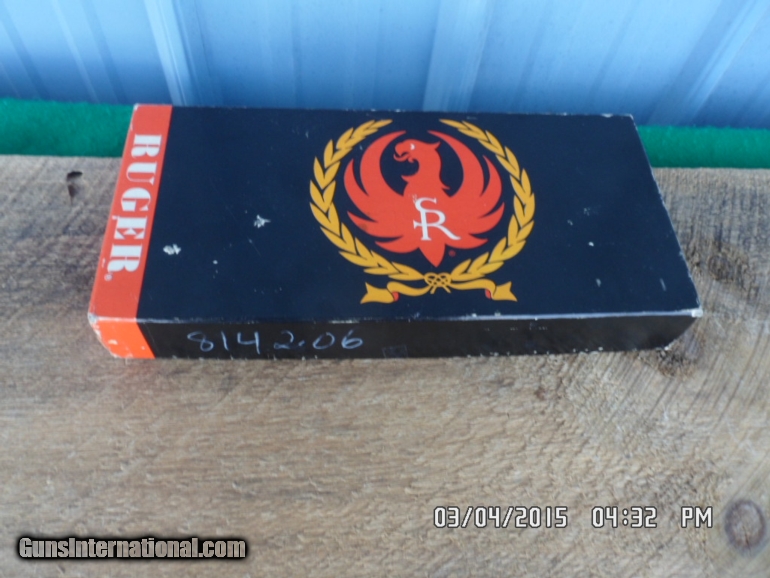 RUGER
SR
8142.06
03/04/2015 04:32 PM
GunsInternational.com